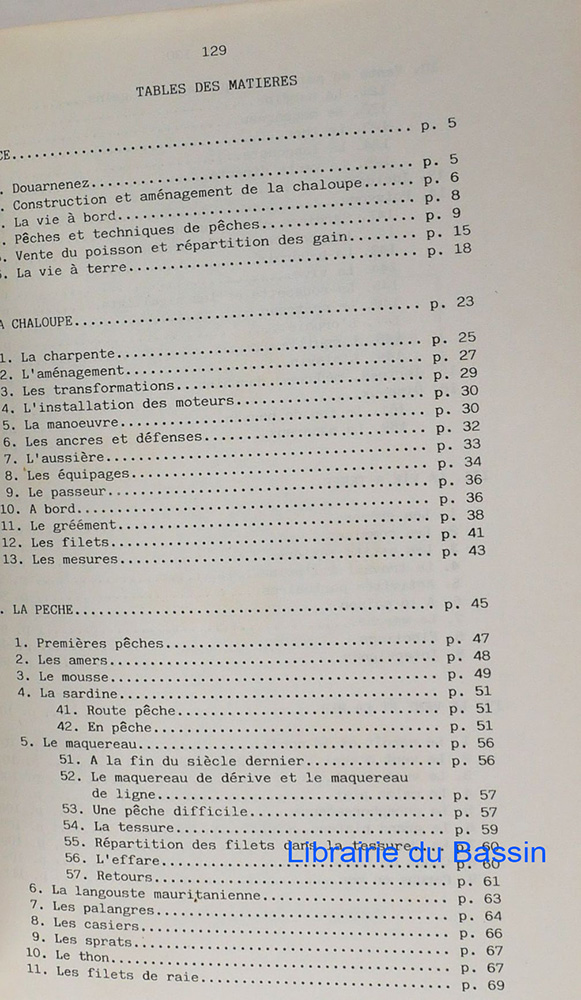 129
TABLES DES MATIERES
CE........................................ p. 5
. Douarnenez........................................ p. 5
. Construction et aménagement de la chaloupe...... p. 6
. La vie à bord........................................ p. 8
. Pêches et techniques de pêches....................... p. 9
. Vente du poisson et répartition des gain........ p. 15
. La vie à terre..................................... p. 18
A CHALOUPE........................................... p. 23
1. La charpente....................................... p. 25
2. L'aménagement...................................... p. 27
3. Les transformations................................ p. 29
4. L'installation des moteurs......................... p. 30
5. La manoeuvre....................................... p. 30
6. Les ancres et défenses............................. p. 32
7. L'aussière......................................... p. 33
8. Les équipages...................................... p. 34
9. Le passeur......................................... p. 36
10. A bord............................................ p. 36
11. Le gréément....................................... p. 38
12. Les filets........................................ p. 41
13. Les mesures....................................... p. 43
. LA PECHE............................................ p. 45
1. Premières pêches................................... p. 47
2. Les amers.......................................... p. 48
3. Le mousse.......................................... p. 49
4. La sardine......................................... p. 51
41. Route pêche....................................... p. 51
42. En pêche.......................................... p. 51
5. Le maquereau....................................... p. 56
51. A la fin du siècle dernier........................ p. 56
52. Le maquereau de dérive et le maquereau
de ligne.............................................. p. 57
53. Une pêche difficile............................... p. 57
54. La tessure........................................ p. 59
55. Répartition des filets dans la tessure... p. 60
56. L'effare.......................................... p. 60
57. Retours........................................... p. 61
6. La langouste mauritanienne......................... p. 63
7. Les palangres...................................... p. 64
8. Les casiers........................................ p. 66
9. Les sprats......................................... p. 67
10. Le thon........................................... p. 67
11. Les filets de raie................................ p. 69
Librairie du Bassin